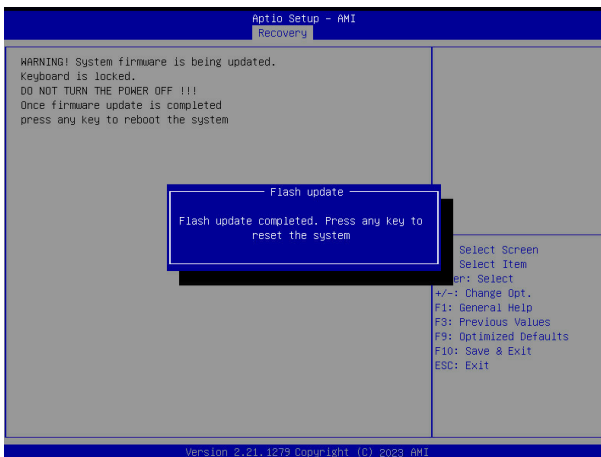 Aptio Setup - AMI
Recovery
WARNING! System firmware is being updated.
Keyboard is locked.
DO NOT TURN THE POWER OFF !!!
Once firmware update is completed
press any key to reboot the system
Flash update
Flash update completed. Press any key to
reset the system
Select Screen
Select Item
er: Select
+/-: Change Opt.
F1: General Help
F3: Previous Values
F9: Optimized Defaults
F10: Save & Exit
ESC: Exit
Version 2.21.1279 Copyright (C) 2023 AMI